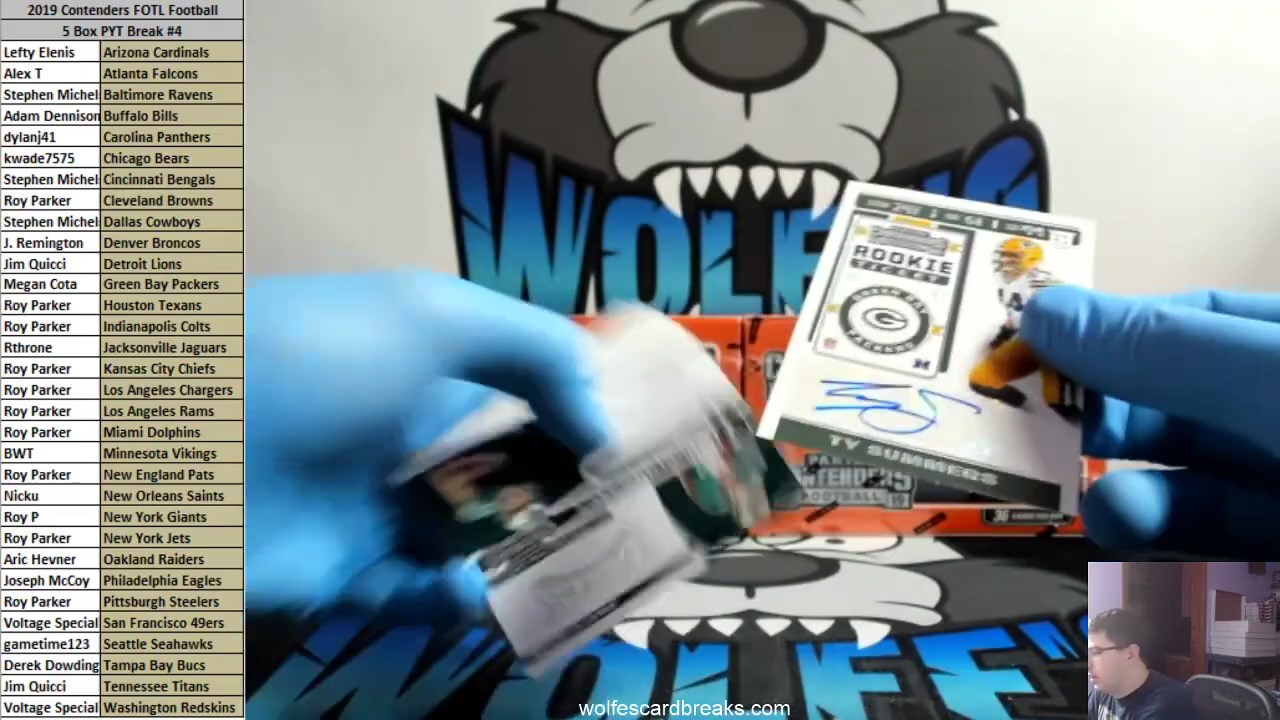 2019 Contenders FOTL Football
5 Box PYT Break #4
Lefty Elenis Arizona Cardinals
Alex T Atlanta Falcons
Stephen Michel Baltimore Ravens
Adam Dennison Buffalo Bills
dylanj41 Carolina Panthers
kwade7575 Chicago Bears
Stephen Michel Cincinnati Bengals
Roy Parker Cleveland Browns
Stephen Michel Dallas Cowboys
J. Remington Denver Broncos
Jim Quicci Detroit Lions
Megan Cota Green Bay Packers
Roy Parker Houston Texans
Roy Parker Indianapolis Colts
Rthrone Jacksonville Jaguars
Roy Parker Kansas City Chiefs
Roy Parker Los Angeles Chargers
Roy Parker Los Angeles Rams
Roy Parker Miami Dolphins
BWT Minnesota Vikings
Roy Parker New England Pats
Nicku New Orleans Saints
Roy P New York Giants
Roy Parker New York Jets
Aric Hevner Oakland Raiders
Joseph McCoy Philadelphia Eagles
Roy Parker Pittsburgh Steelers
Voltage Special San Francisco 49ers
gametime123 Seattle Seahawks
Derek Dowding Tampa Bay Bucs
Jim Quicci Tennessee Titans
Voltage Special Washington Redskins
ROOKIE
TICKET
GREEN BAY
G
PACKERS
TY SUMMERS
FOOTBALL 19
wolfescardbreaks.com